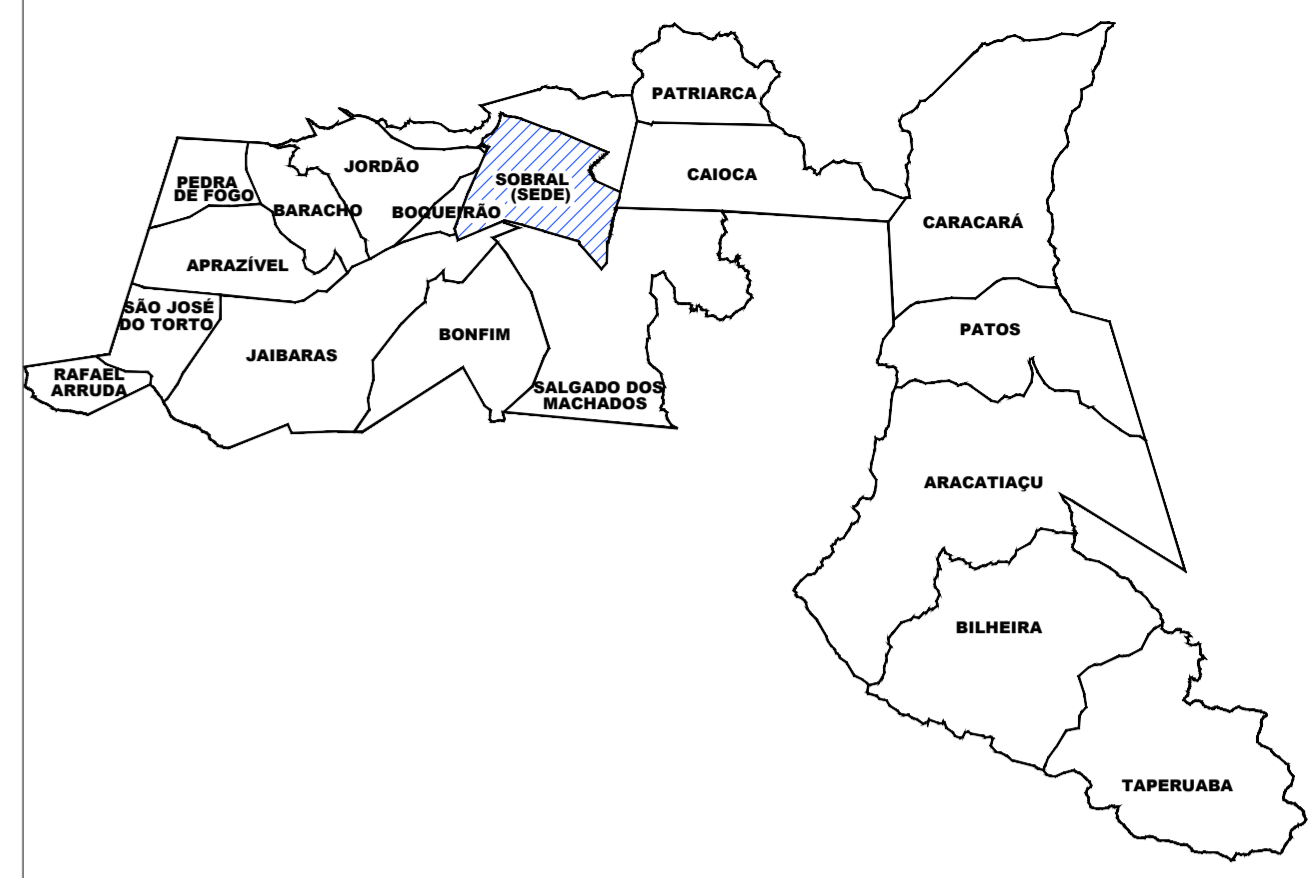 PATRIARCA
JORDÃO
CAIOCA
PEDRA
DE FOGO
SOBRAL
(SEDE)
BARACHO
BOQUEIRÃO
CARACARÁ
APRAZÍVEL
SÃO JOSÉ
DO TORTO
PATOS
BONFIM
JAIBARAS
RAFAEL
ARRUDA
SALGADO DOS
MACHADOS
ARACATIAÇU
BILHEIRA
TAPERUABA